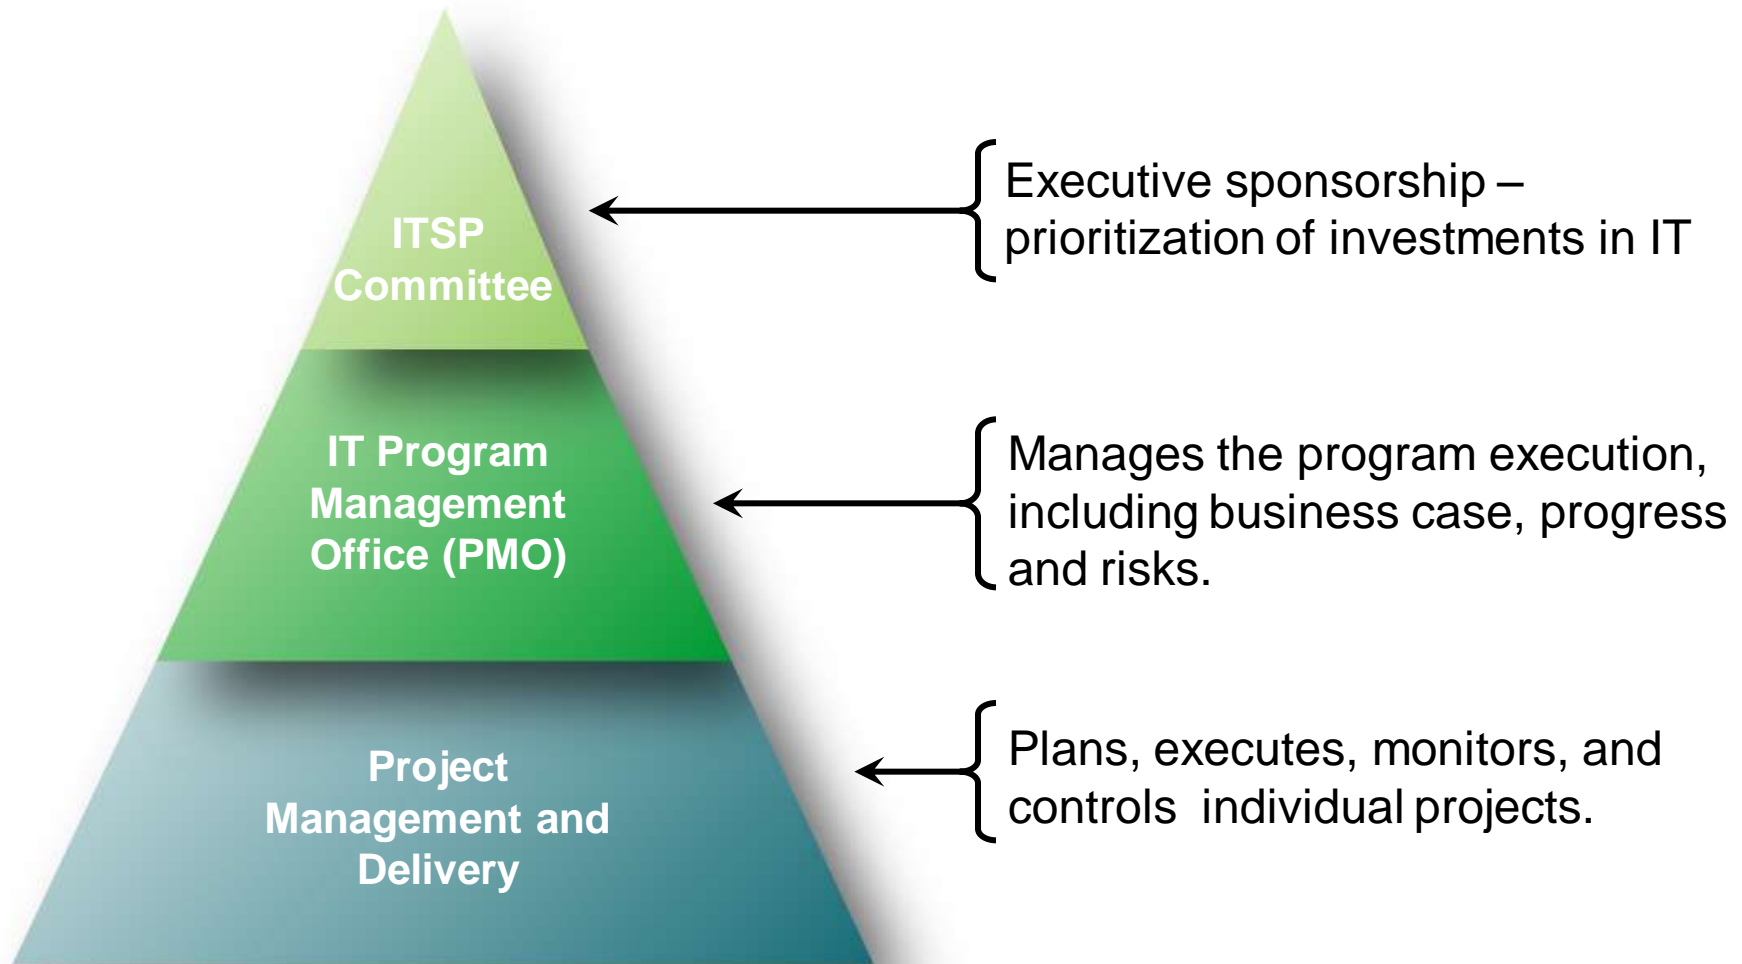 ITSP
Committee
Executive sponsorship –
prioritization of investments in IT
IT Program
Management
Office (PMO)
Manages the program execution,
including business case, progress
and risks.
Project
Management and
Delivery
Plans, executes, monitors, and
controls  individual projects.